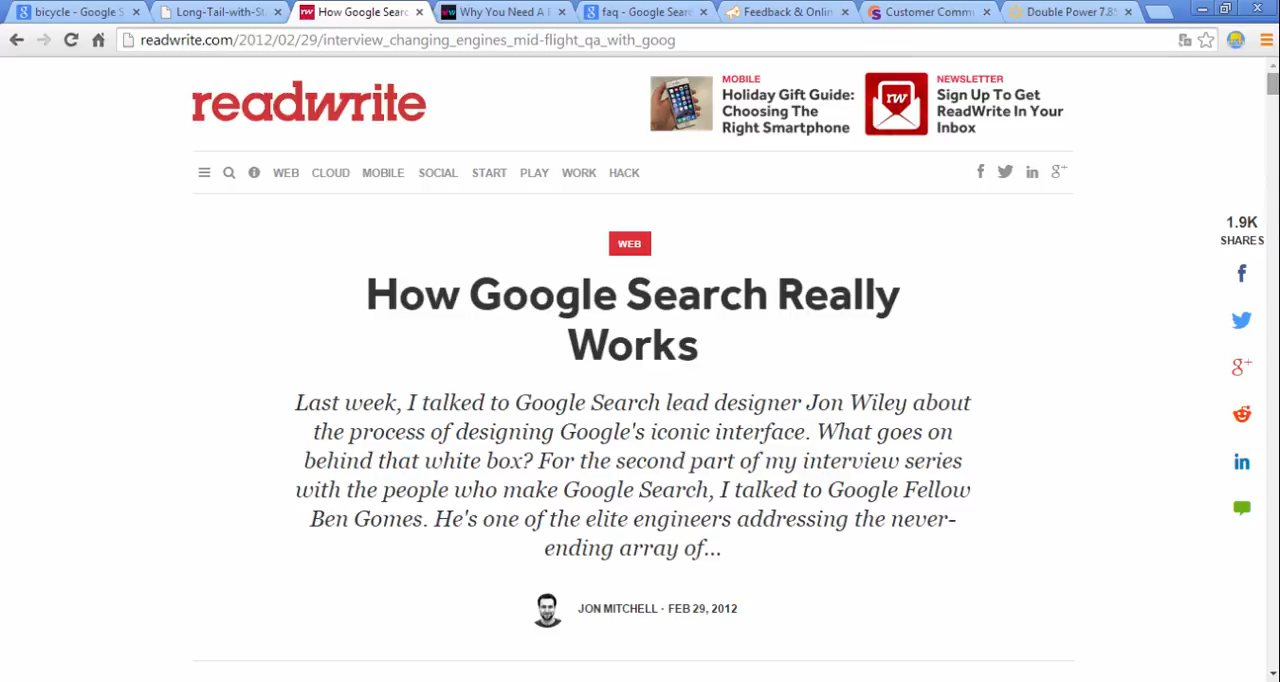 bicycle - Google S
Long-Tail-with-St
How Google Searc
Why You Need A F
faq - Google Searc
Feedback & Onlin
Customer Comm
Double Power 7.85
readwrite.com/2012/02/29/interview_changing_engines_mid-flight_qa_with_goog
readwrite
MOBILE
Holiday Gift Guide:
Choosing The
Right Smartphone
rw
NEWSLETTER
Sign Up To Get
ReadWrite In Your
Inbox
WEB CLOUD MOBILE SOCIAL START PLAY WORK HACK
1.9K
SHARES
WEB
How Google Search Really
Works
Last week, I talked to Google Search lead designer Jon Wiley about
the process of designing Google's iconic interface. What goes on
behind that white box? For the second part of my interview series
with the people who make Google Search, I talked to Google Fellow
Ben Gomes. He's one of the elite engineers addressing the never-
ending array of...
JON MITCHELL · FEB 29, 2012